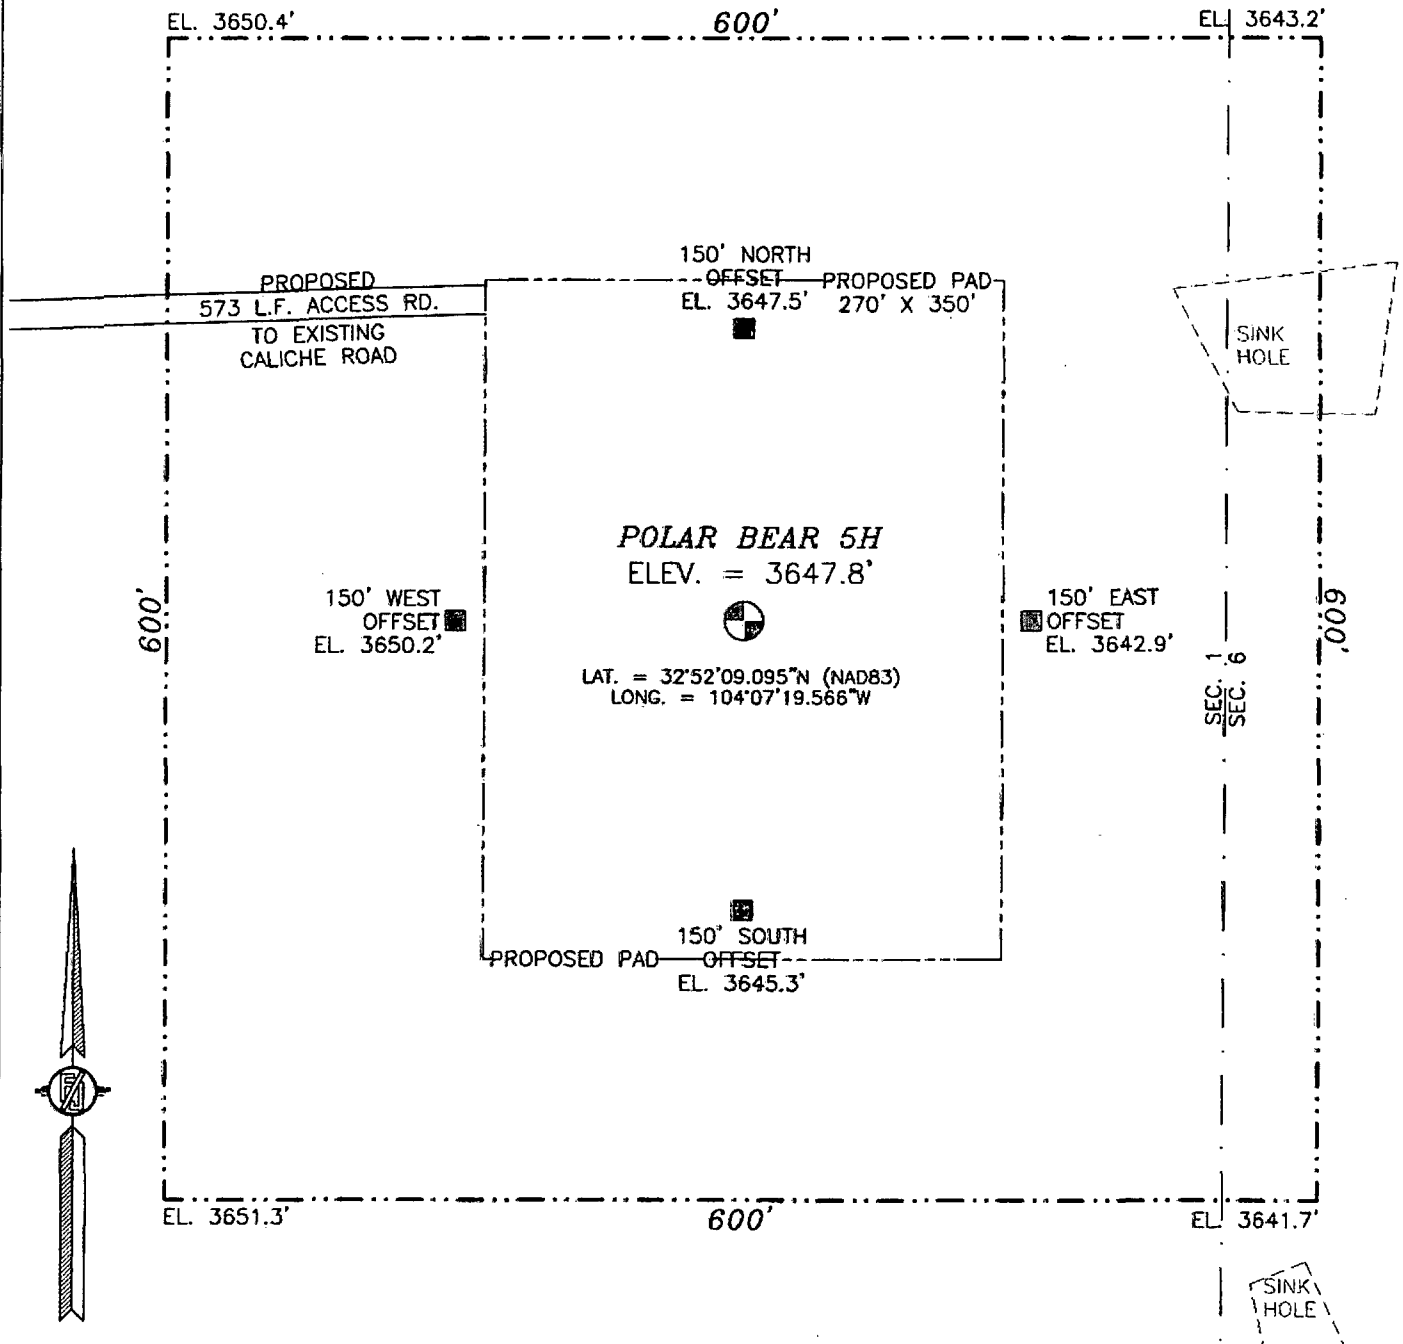 EL. 3650.4'
600'
EL. 3643.2'
150' NORTH
OFFSET
EL. 3647.5'
PROPOSED PAD
270' X 350'
PROPOSED
573 L.F. ACCESS RD.
TO EXISTING
CALICHE ROAD
SINK
HOLE
POLAR BEAR 5H
ELEV. = 3647.8'
600'
150' WEST
OFFSET
EL. 3650.2'
150' EAST
OFFSET
EL. 3642.9'
600'
LAT. = 32°52'09.095"N (NAD83)
LONG. = 104°07'19.566"W
SEC. 1
SEC. 6
150' SOUTH
OFFSET
EL. 3645.3'
PROPOSED PAD
EL. 3651.3'
600'
EL. 3641.7'
SINK
HOLE